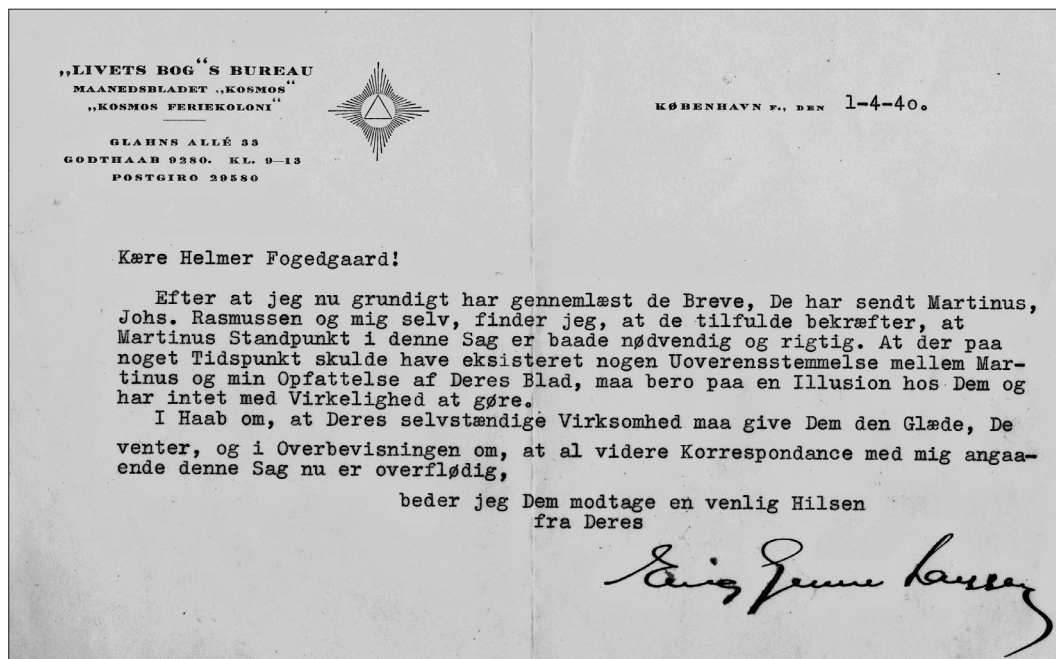 „LIVETS BOG“S BUREAU
MAANEDSBLADET „KOSMOS“
„KOSMOS FERIEKOLONI“
GLAHNS ALLÉ 33
GODTHAAB 9280. KL. 9—13
POSTGIRO 29580
KØBENHAVN F., DEN 1-4-40.
Kære Helmer Fogedgaard!
Efter at jeg nu grundigt har gennemlæst de Breve, De har sendt Martinus,
Johs. Rasmussen og mig selv, finder jeg, at de tilfulde bekræfter, at
Martinus Standpunkt i denne Sag er baade nødvendig og rigtig. At der paa
noget Tidspunkt skulde have eksisteret nogen Uoverensstemmelse mellem Mar-
tinus og min Opfattelse af Deres Blad, maa bero paa en Illusion hos Dem og
har intet med Virkelighed at gøre.
I Haab om, at Deres selvstændige Virksomhed maa give Dem den Glæde, De
venter, og i Overbevisningen om, at al videre Korrespondance med mig angaa-
ende denne Sag nu er overflødig,
beder jeg Dem modtage en venlig Hilsen
fra Deres
Gerner Larsson